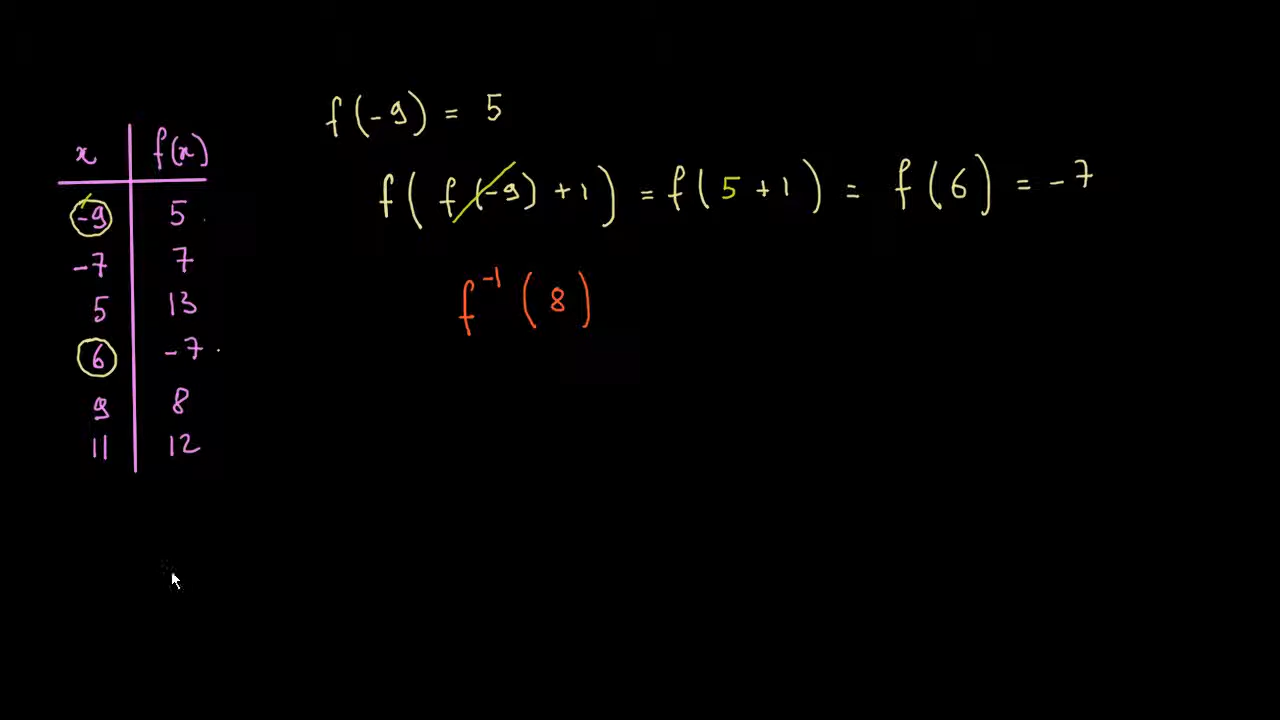 f(-9) = 5
x f(x)
f( f(-9) + 1 ) = f( 5 + 1 ) = f( 6 ) = -7
-9 5
-7 7
f⁻¹ ( 8 )
5 13
6 -7
9 8
11 12